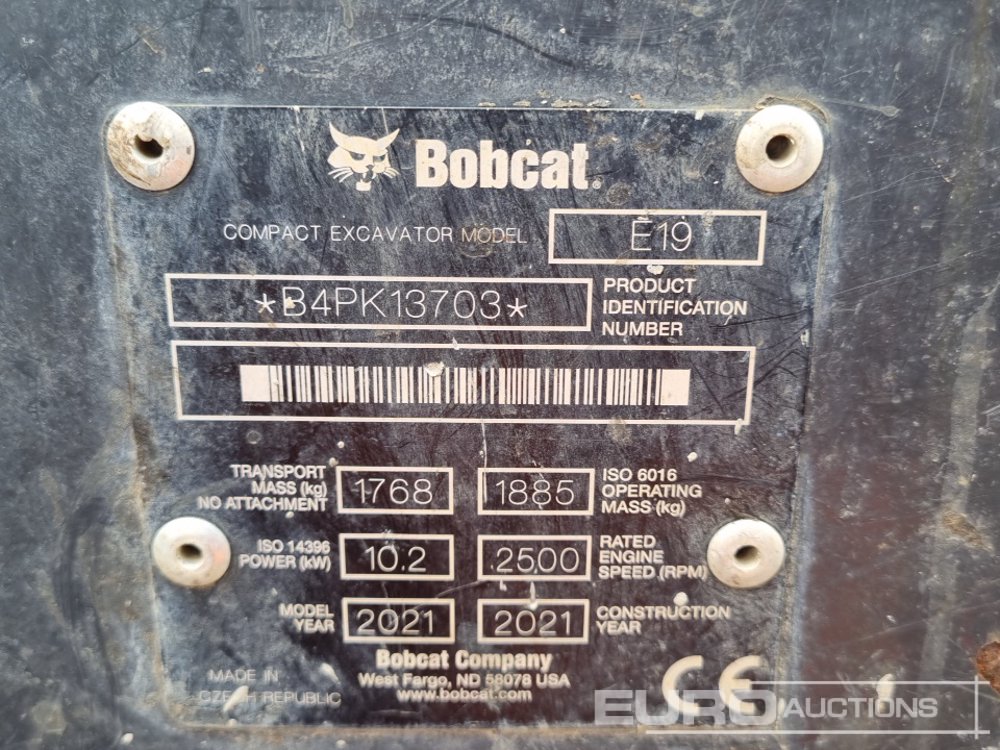 Bobcat.
COMPACT EXCAVATOR MODEL E19
*B4PK13703* PRODUCT
IDENTIFICATION
NUMBER
TRANSPORT
MASS (kg)
NO ATTACHMENT 1768 1885 ISO 6016
OPERATING
MASS (kg)
ISO 14396
POWER (kW) 10.2 2500 RATED
ENGINE
SPEED (RPM)
MODEL
YEAR 2021 2021 CONSTRUCTION
YEAR
Bobcat Company
West Fargo, ND 58078 USA
www.bobcat.com
MADE IN
CZECH REPUBLIC
CE
EURO AUCTIONS